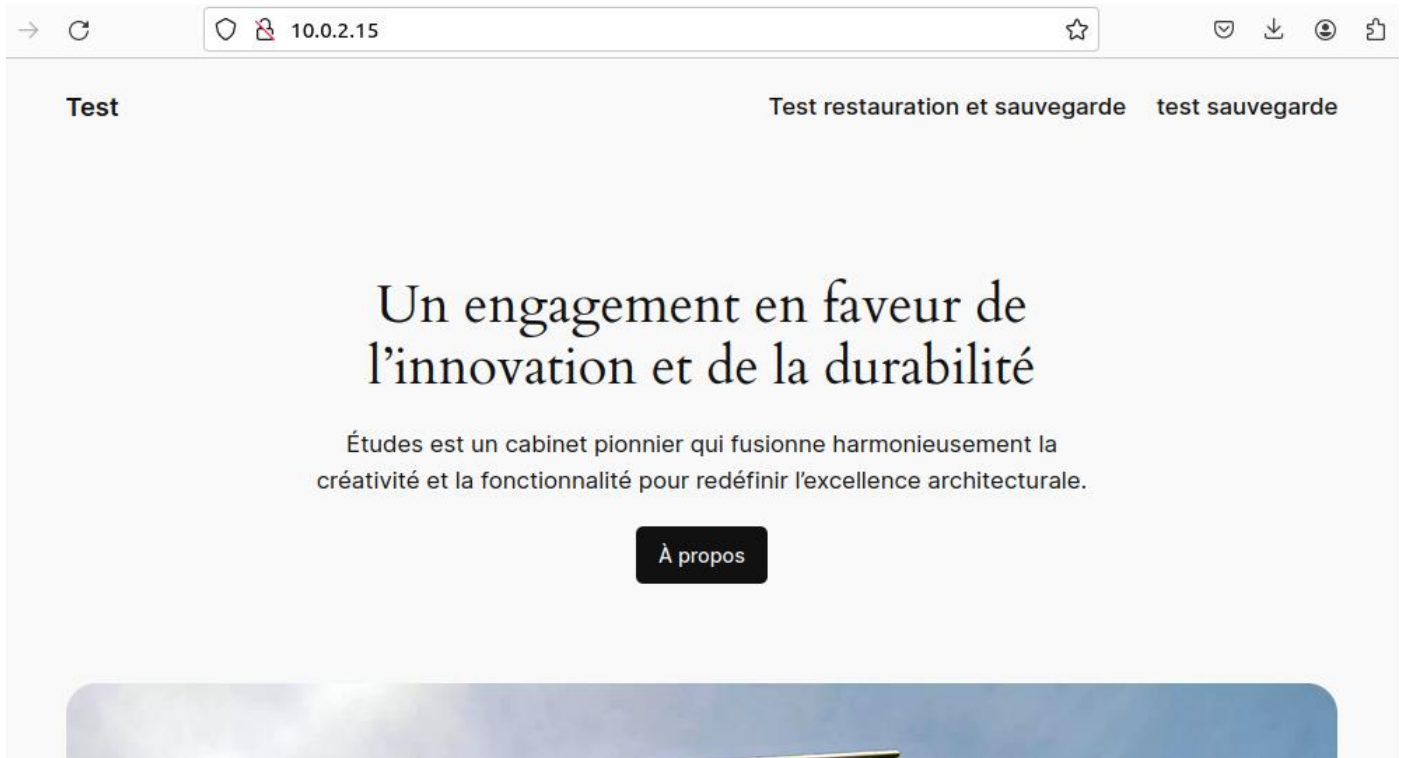 10.0.2.15
Test
Test restauration et sauvegarde test sauvegarde
Un engagement en faveur de
l’innovation et de la durabilité
Études est un cabinet pionnier qui fusionne harmonieusement la
créativité et la fonctionnalité pour redéfinir l’excellence architecturale.
À propos